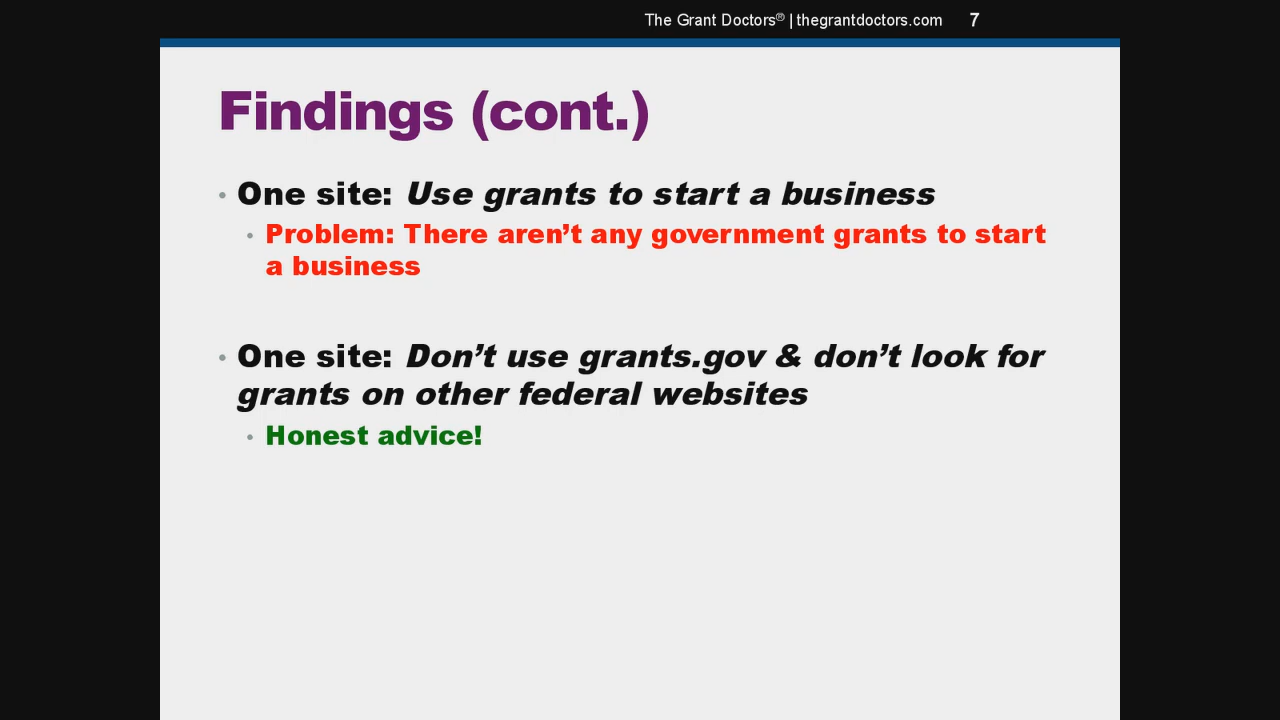 The Grant Doctors® | thegrantdoctors.com 7
Findings (cont.)
• One site: Use grants to start a business
• Problem: There aren’t any government grants to start
a business
• One site: Don’t use grants.gov & don’t look for
grants on other federal websites
• Honest advice!